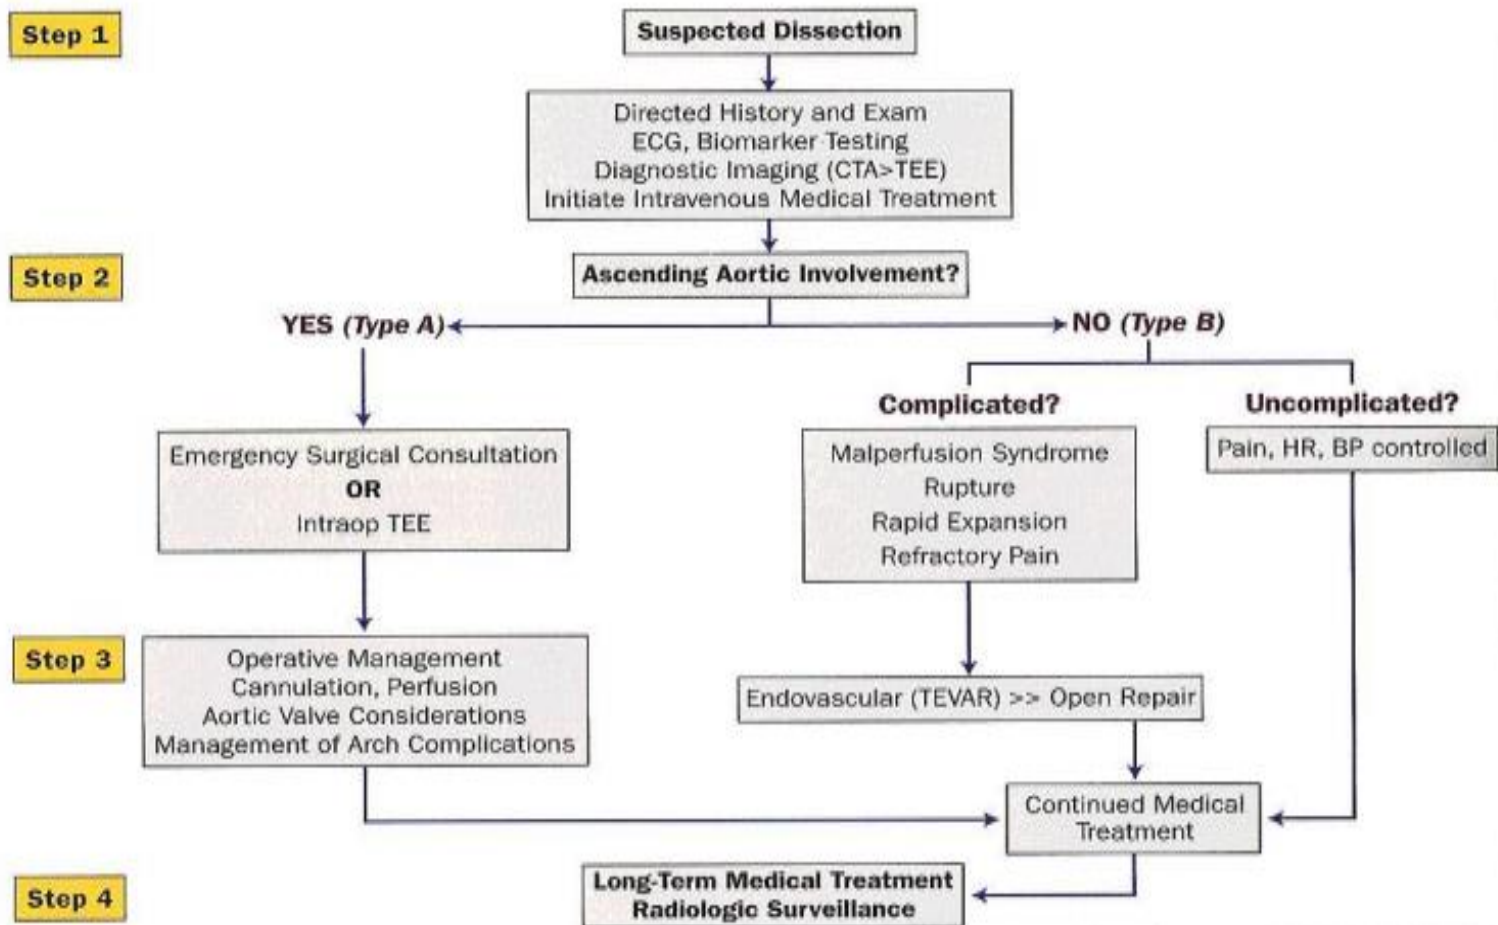 Step 1
Suspected Dissection
Directed History and Exam
ECG, Biomarker Testing
Diagnostic Imaging (CTA>TEE)
Initiate Intravenous Medical Treatment
Step 2
Ascending Aortic Involvement?
YES (Type A)
NO (Type B)
Complicated?
Uncomplicated?
Emergency Surgical Consultation
OR
Intraop TEE
Malperfusion Syndrome
Rupture
Rapid Expansion
Refractory Pain
Pain, HR, BP controlled
Step 3
Operative Management
Cannulation, Perfusion
Aortic Valve Considerations
Management of Arch Complications
Endovascular (TEVAR) >> Open Repair
Continued Medical
Treatment
Step 4
Long-Term Medical Treatment
Radiologic Surveillance